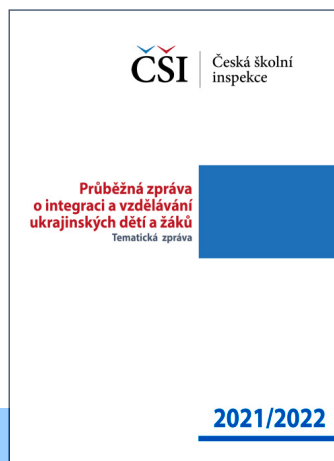 ČŠI
Česká školní
inspekce
Průběžná zpráva
o integraci a vzdělávání
ukrajinských dětí a žáků
Tematická zpráva
2021/2022